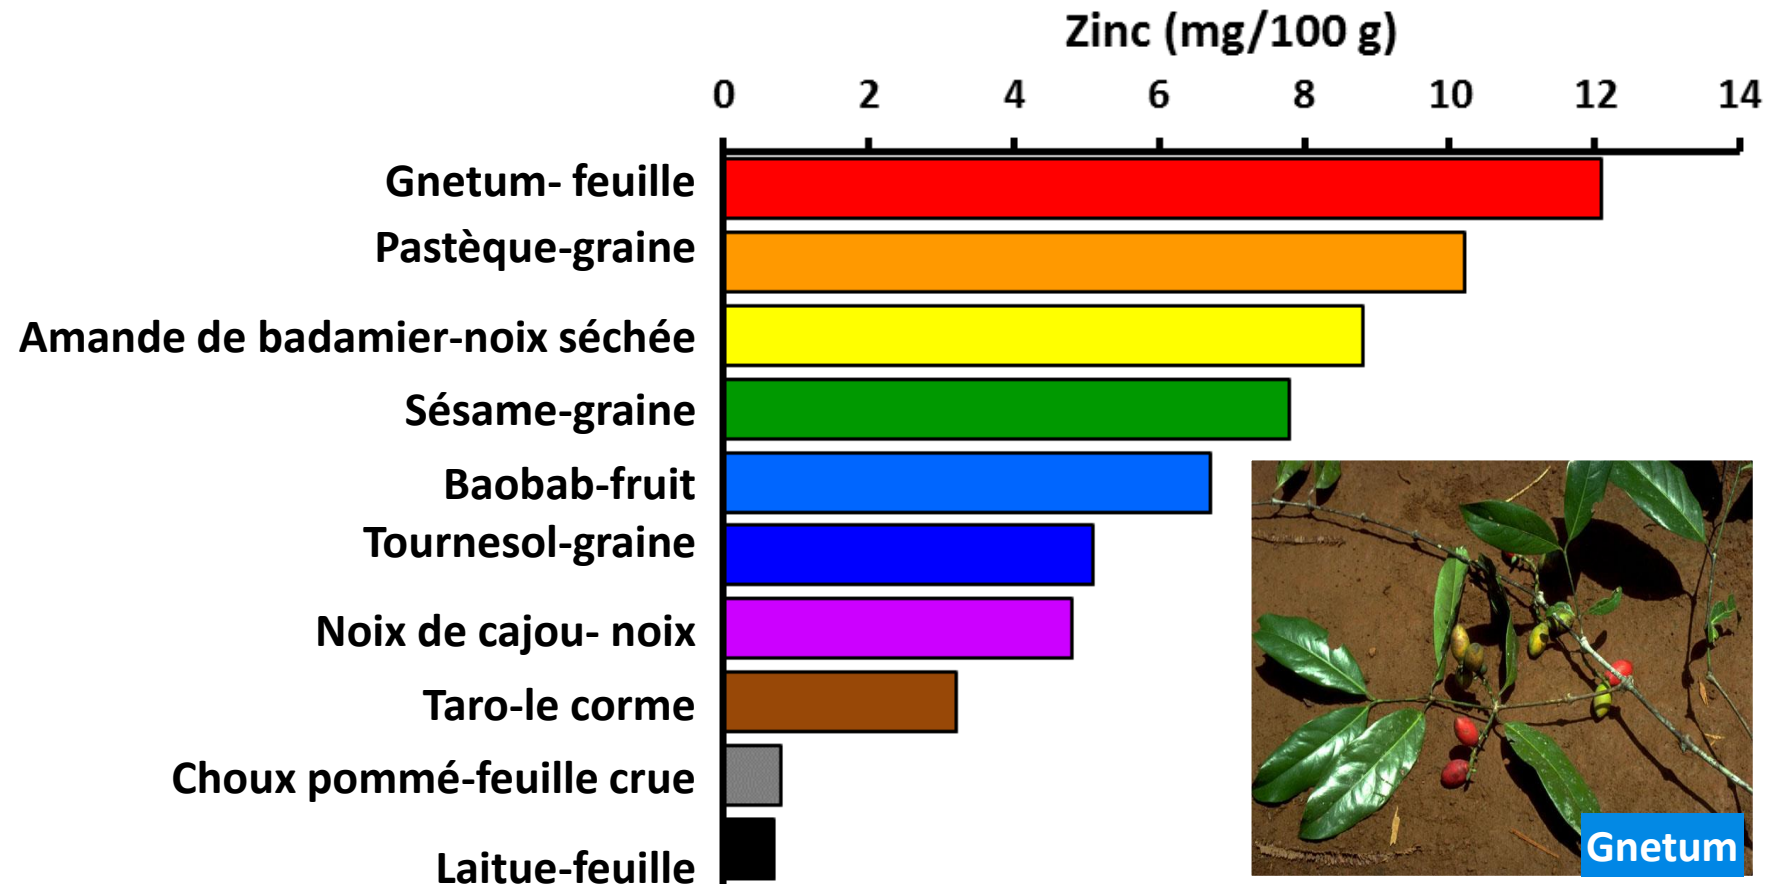 Zinc (mg/100 g)
0 2 4 6 8 10 12 14
Gnetum- feuille
Pastèque-graine
Amande de badamier-noix séchée
Sésame-graine
Baobab-fruit
Tournesol-graine
Noix de cajou- noix
Taro-le corme
Choux pommé-feuille crue
Laitue-feuille
Gnetum